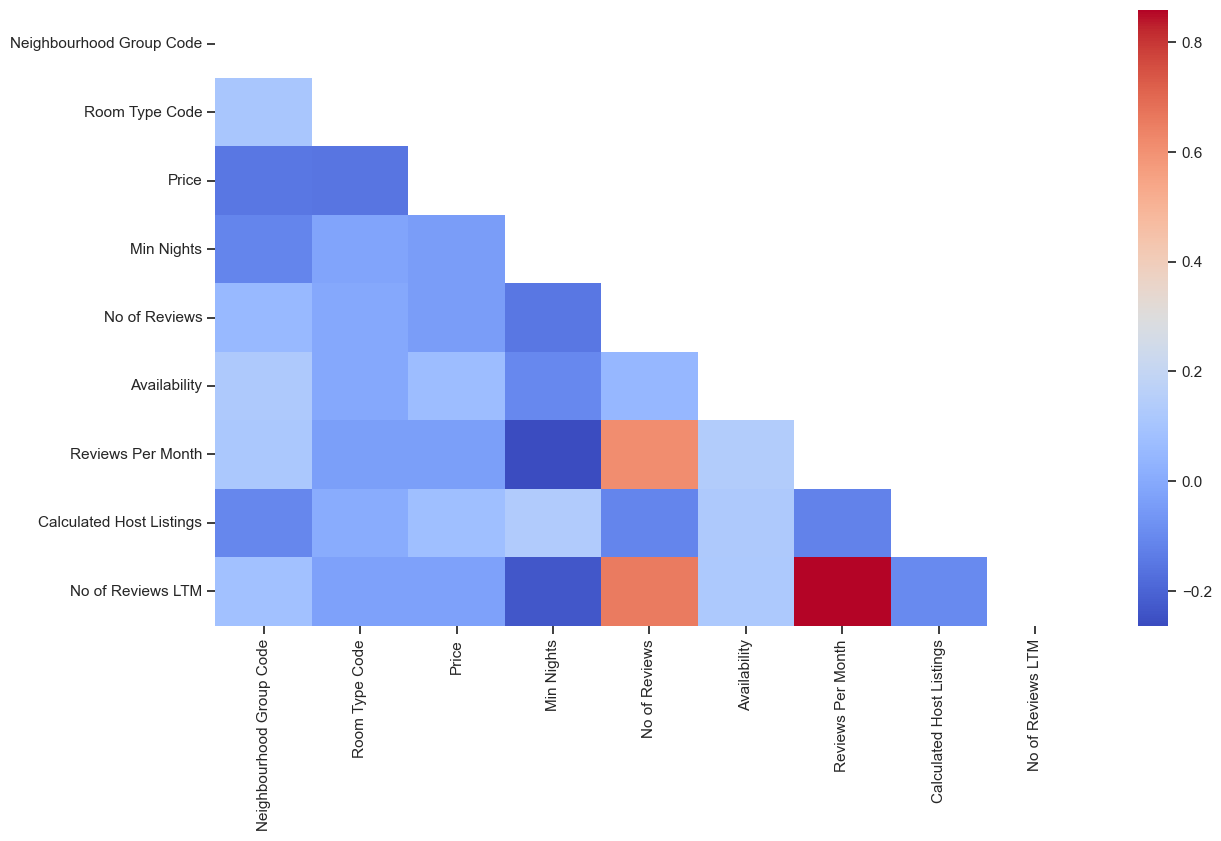 Neighbourhood Group Code
Room Type Code
Price
Min Nights
No of Reviews
Availability
Reviews Per Month
Calculated Host Listings
No of Reviews LTM
Neighbourhood Group Code
Room Type Code
Price
Min Nights
No of Reviews
Availability
Reviews Per Month
Calculated Host Listings
No of Reviews LTM
0.8
0.6
0.4
0.2
0.0
−0.2